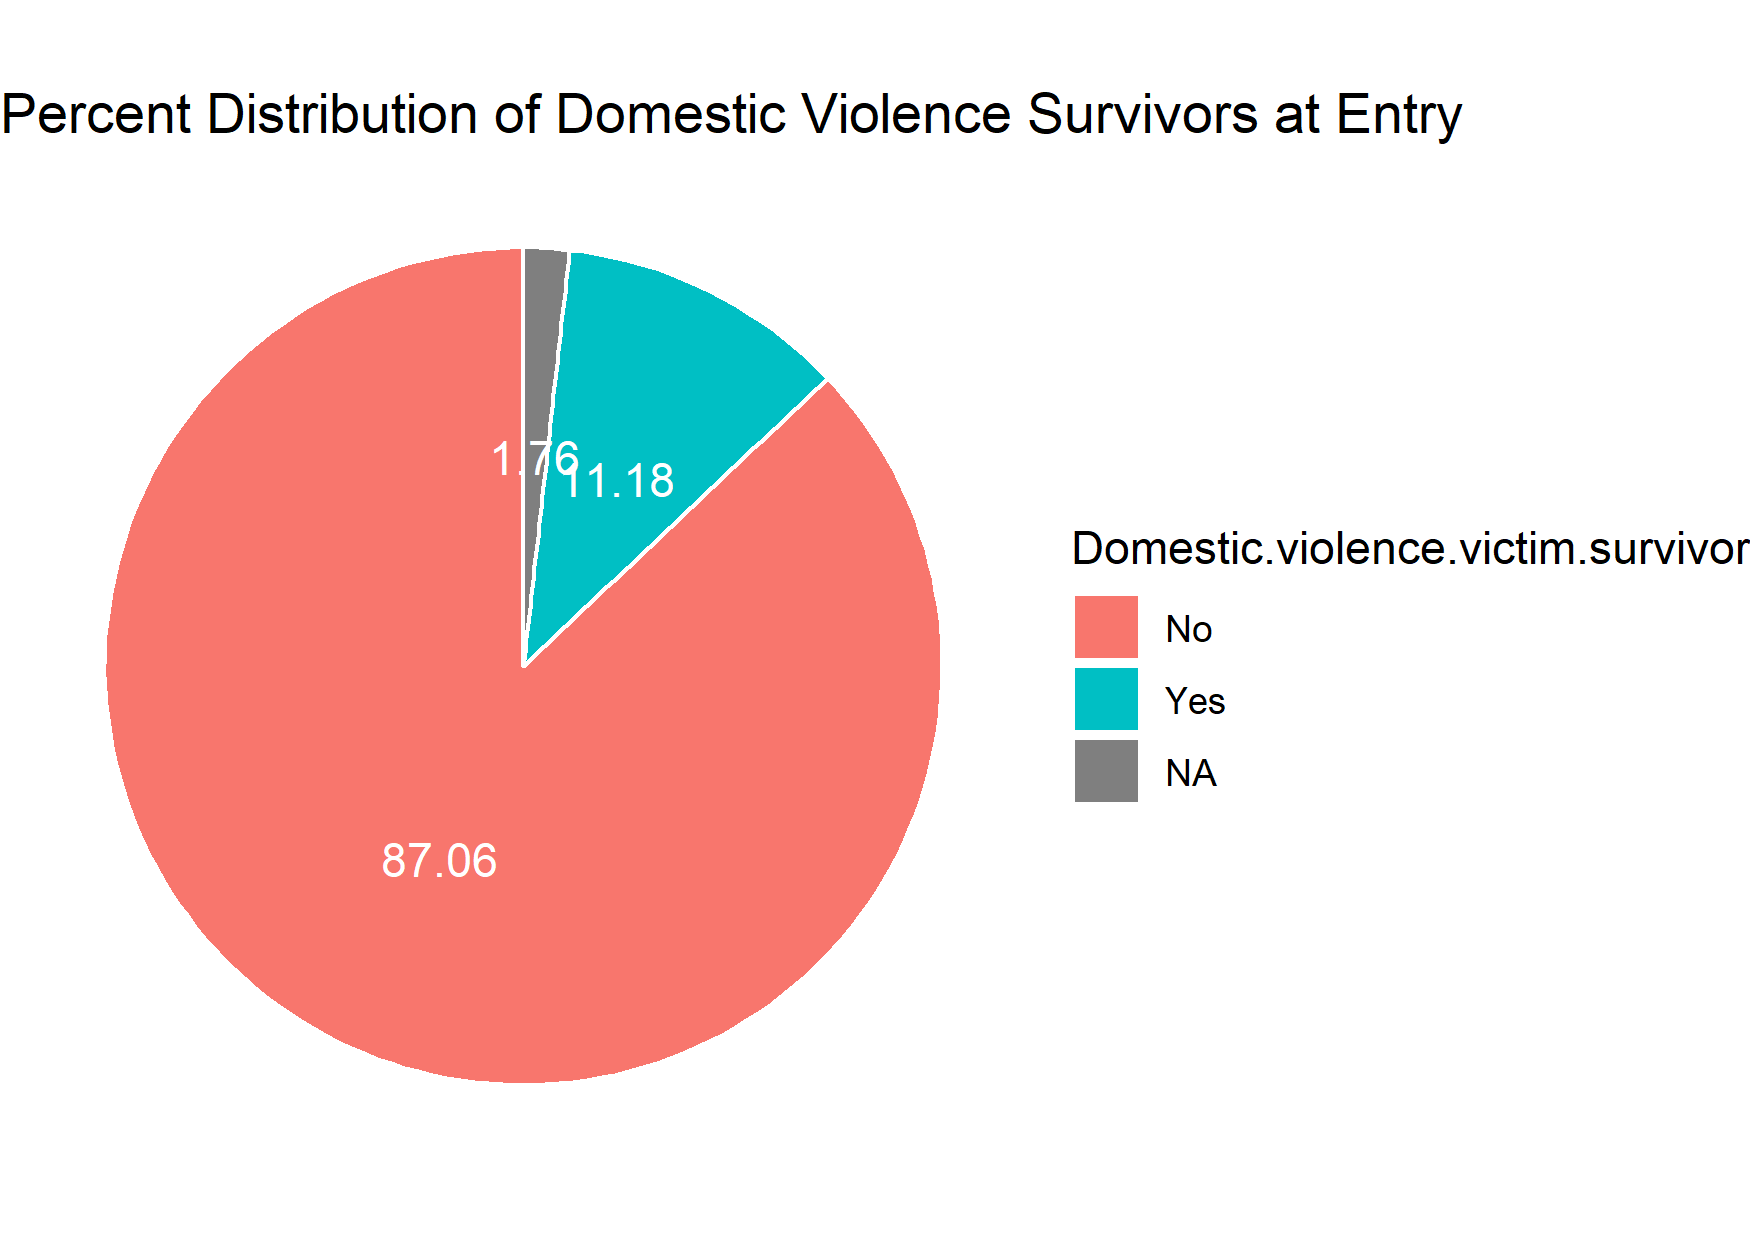 Percent Distribution of Domestic Violence Survivors at Entry
1.76
11.18
87.06
Domestic.violence.victim.survivor
No
Yes
NA